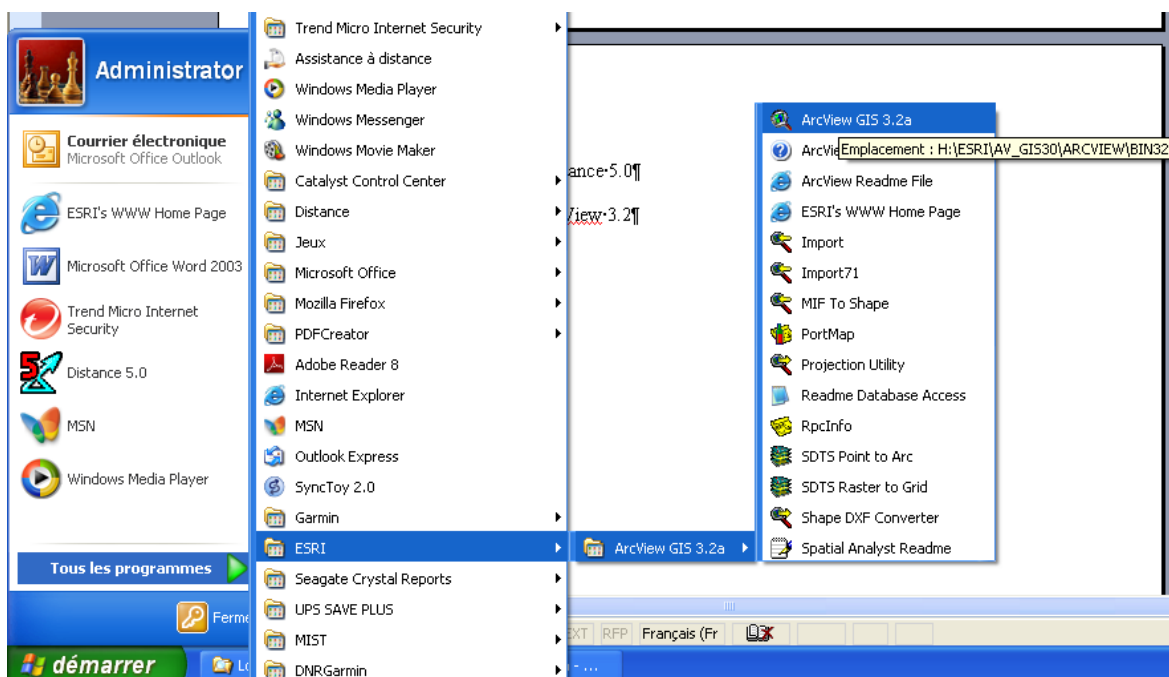 Administrator
Courrier électronique
Microsoft Office Outlook
ESRI's WWW Home Page
Microsoft Office Word 2003
Trend Micro Internet
Security
Distance 5.0
MSN
Windows Media Player
Tous les programmes
Ferme
démarrer
Trend Micro Internet Security
Assistance à distance
Windows Media Player
Windows Messenger
Windows Movie Maker
Catalyst Control Center
Distance
Jeux
Microsoft Office
Mozilla Firefox
PDFCreator
Adobe Reader 8
Internet Explorer
MSN
Outlook Express
SyncToy 2.0
Garmin
ESRI
Seagate Crystal Reports
UPS SAVE PLUS
MIST
DNRGarmin
ance·5.0¶
View·3.2¶
ArcView GIS 3.2a
ArcView GIS 3.2a
ArcVie
Emplacement : H:\ESRI\AV_GIS30\ARCVIEW\BIN32
ArcView Readme File
ESRI's WWW Home Page
Import
Import71
MIF To Shape
PortMap
Projection Utility
Readme Database Access
RpcInfo
SDTS Point to Arc
SDTS Raster to Grid
Shape DXF Converter
Spatial Analyst Readme
EXT RFP Français (Fr
- ...